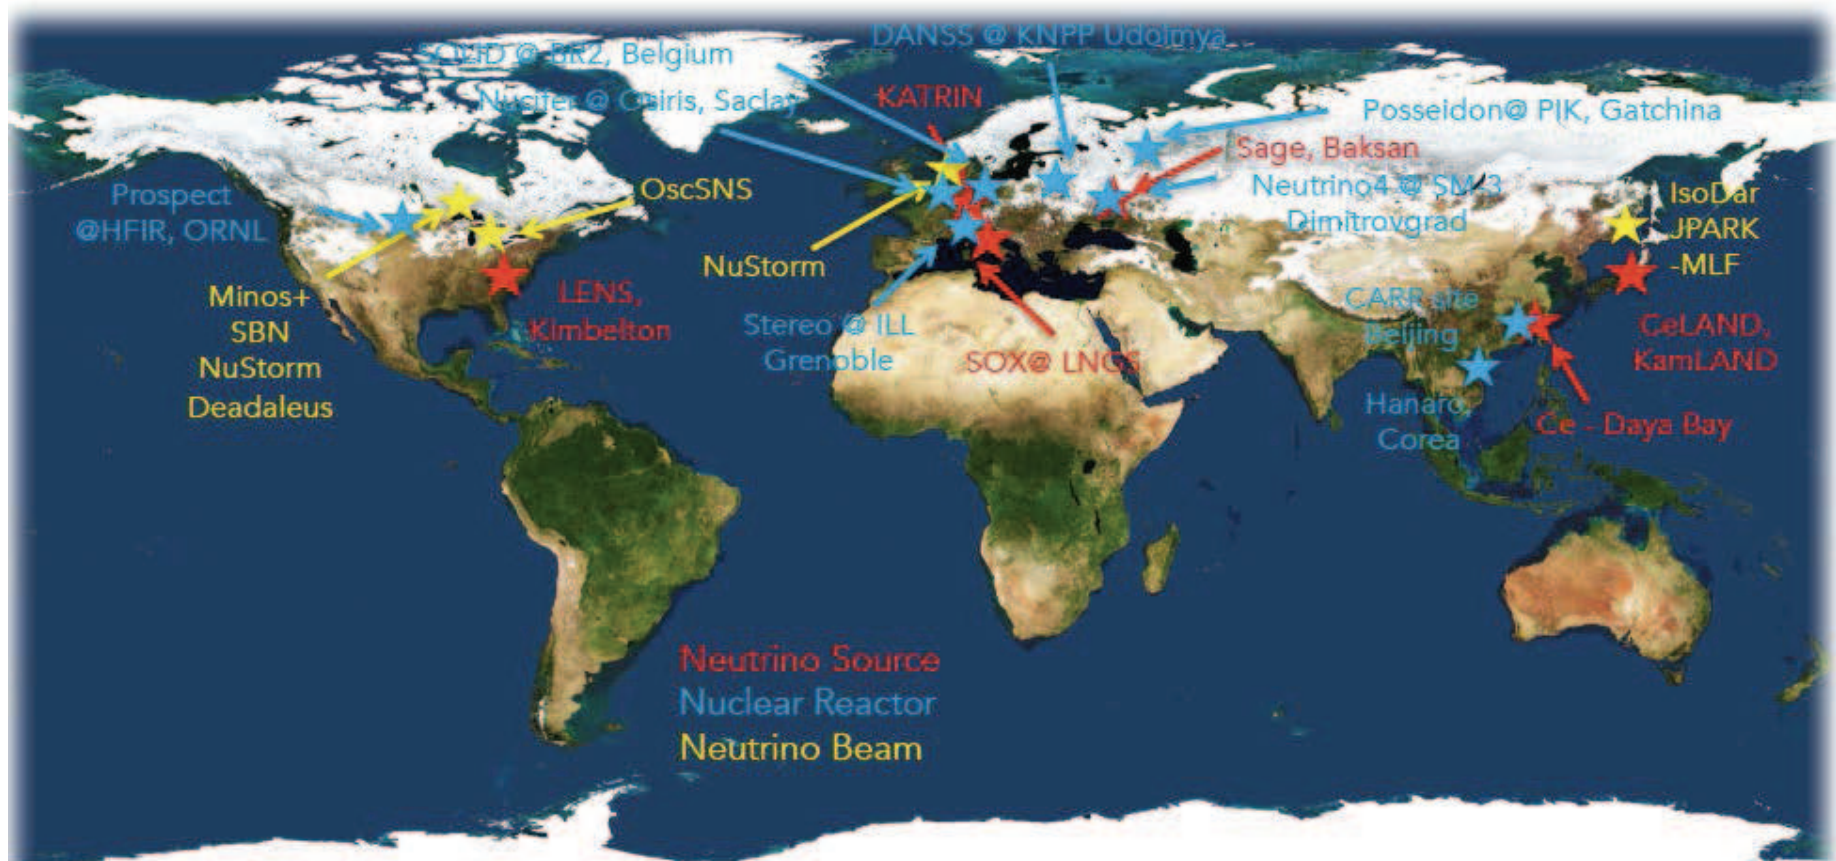 DANSS @ KNPP Udolmya
SOLID @ BR2, Belgium
Nucifer @ Osiris, Saclay
KATRIN
Posseidon@ PIK, Gatchina
Sage, Baksan
Neutrino4 @ SM-3
Dimitrovgrad
Prospect
@HFIR, ORNL
OscSNS
IsoDar
JPARK
-MLF
NuStorm
Minos+
SBN
NuStorm
Deadaleus
LENS,
Kimbelton
Stereo @ ILL
Grenoble
SOX@ LNGS
CARR site
Beijing
CeLAND,
KamLAND
Hanaro,
Corea
Ce - Daya Bay
Neutrino Source
Nuclear Reactor
Neutrino Beam